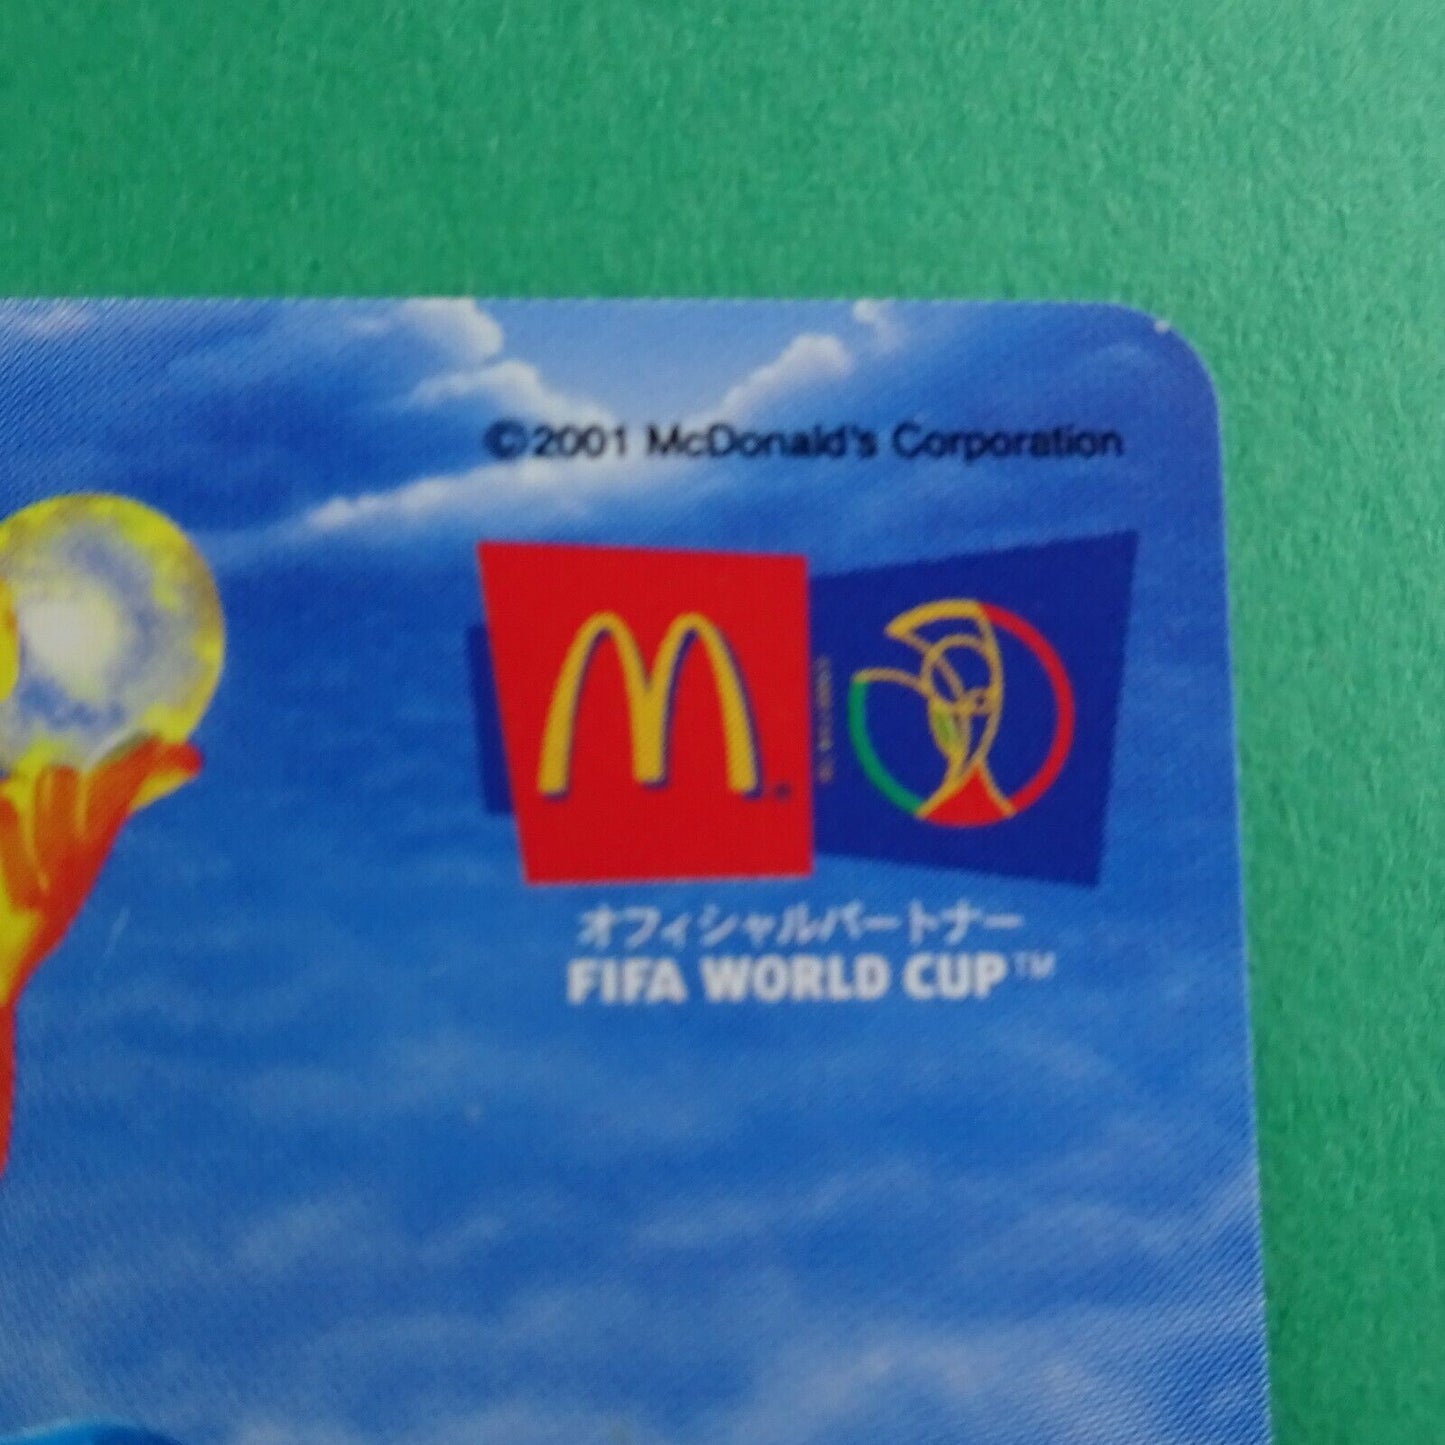 ©2001 McDonald's Corporation
オフィシャルパートナー
FIFA WORLD CUP™